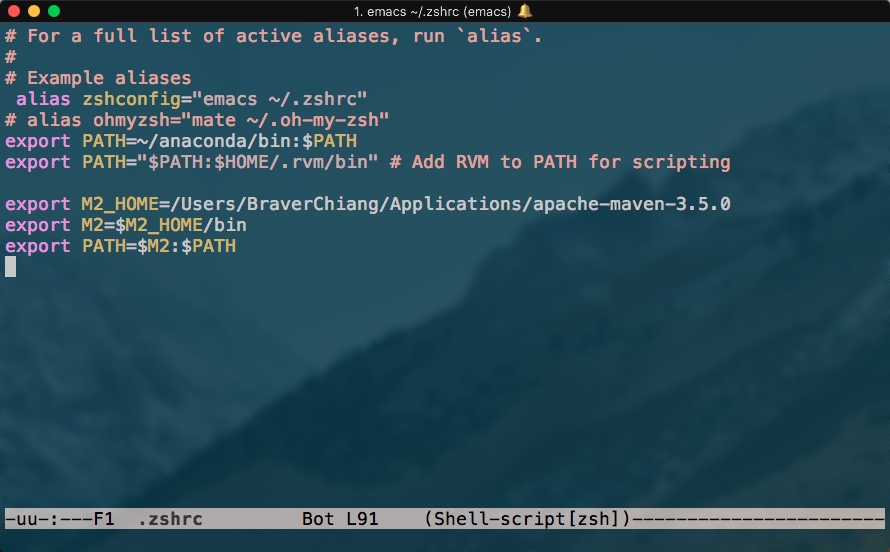 1. emacs ~/.zshrc (emacs) 🔔
# For a full list of active aliases, run `alias`.
#
# Example aliases
 alias zshconfig="emacs ~/.zshrc"
# alias ohmyzsh="mate ~/.oh-my-zsh"
export PATH=~/anaconda/bin:$PATH
export PATH="$PATH:$HOME/.rvm/bin" # Add RVM to PATH for scripting

export M2_HOME=/Users/BraverChiang/Applications/apache-maven-3.5.0
export M2=$M2_HOME/bin
export PATH=$M2:$PATH
-uu-:---F1  .zshrc         Bot L91    (Shell-script[zsh])-----------------------